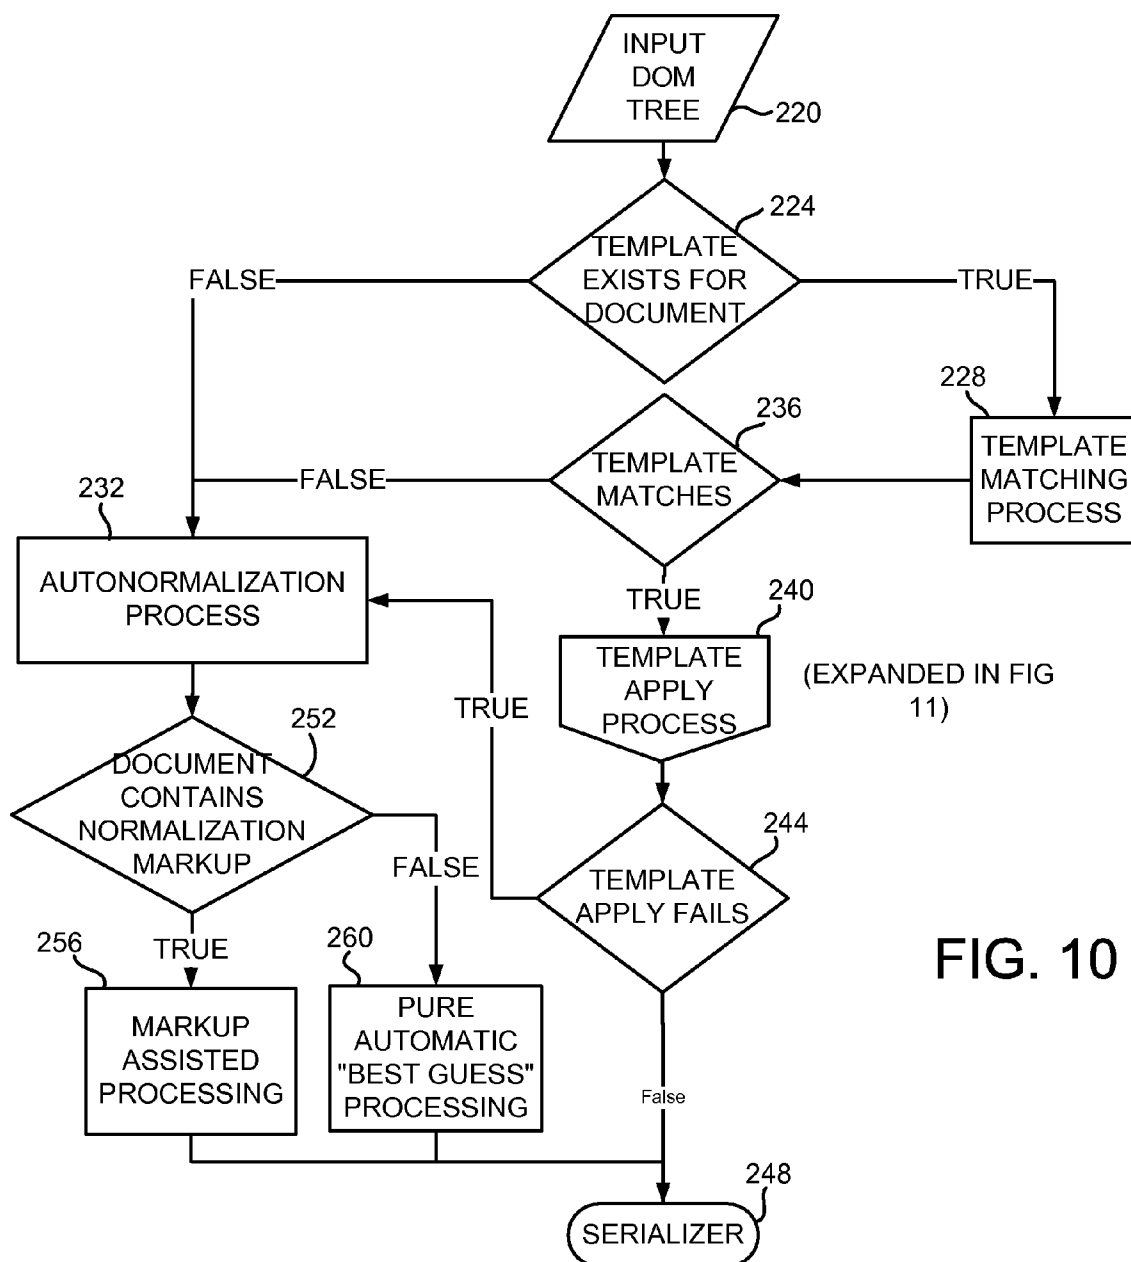 INPUT
DOM
TREE
220
224
TEMPLATE
EXISTS FOR
DOCUMENT
FALSE
TRUE
228
236
TEMPLATE
MATCHES
FALSE
TEMPLATE
MATCHING
PROCESS
232
AUTONORMALIZATION
PROCESS
TRUE
240
TEMPLATE
APPLY
PROCESS
(EXPANDED IN FIG
11)
TRUE
252
DOCUMENT
CONTAINS
NORMALIZATION
MARKUP
FALSE
244
TEMPLATE
APPLY FAILS
TRUE
256
260
MARKUP
ASSISTED
PROCESSING
PURE
AUTOMATIC
"BEST GUESS"
PROCESSING
FIG. 10
False
248
SERIALIZER